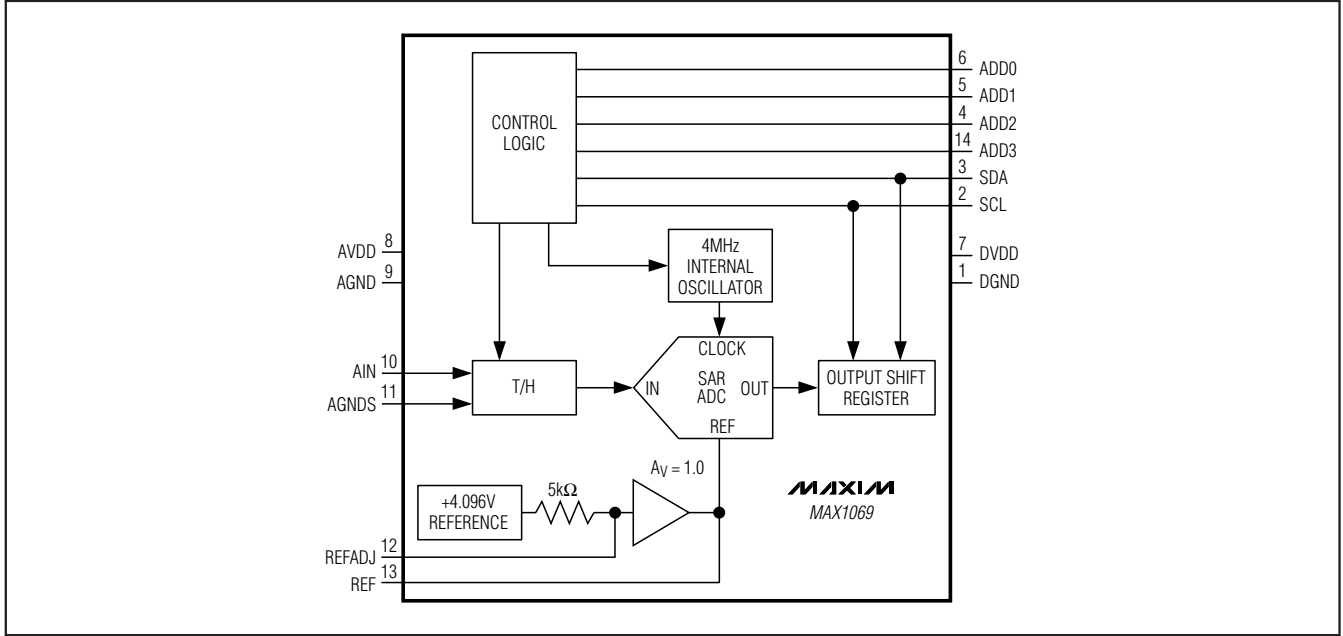 CONTROL
LOGIC
6
ADD0
5
ADD1
4
ADD2
14
ADD3
3
SDA
2
SCL
AVDD 8
AGND 9
4MHz
INTERNAL
OSCILLATOR
7
DVDD
1
DGND
AIN 10
AGNDS 11
T/H
CLOCK
IN
SAR
ADC
OUT
REF
OUTPUT SHIFT
REGISTER
AV = 1.0
+4.096V
REFERENCE
5kΩ
MAXIM
MAX1069
REFADJ 12
REF 13